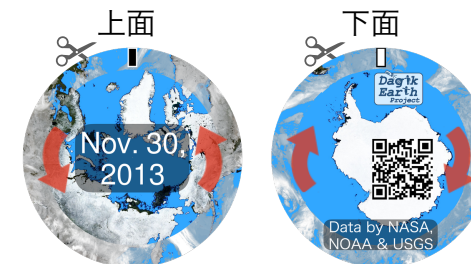 上面
下面
Nov. 30,
2013
Dagik
Earth
Project
Data by NASA,
NOAA & USGS